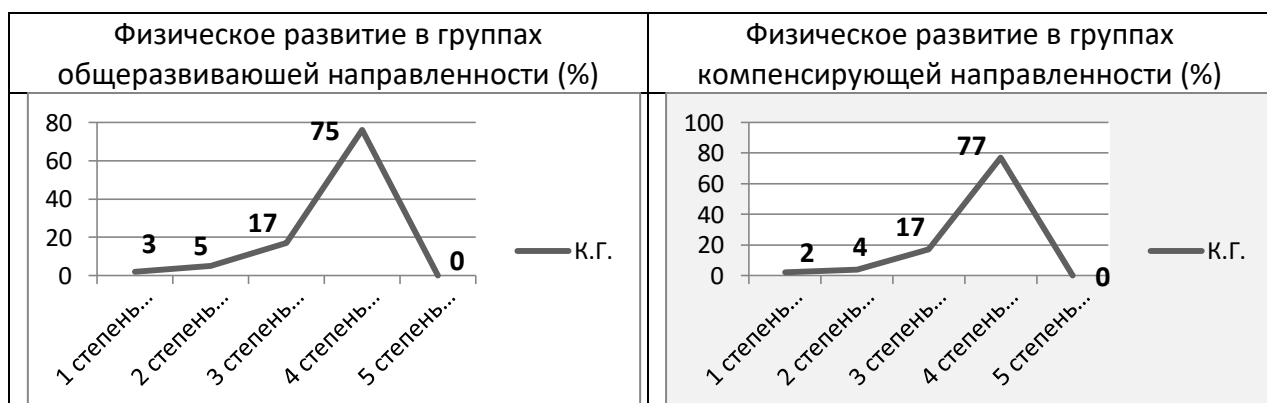 Физическое развитие в группах
общеразвиваюшей направленности (%)
Физическое развитие в группах
компенсирующей направленности (%)
80
60
40
20
0
3
5
17
75
0
К.Г.
1 степень...
2 степень...
3 степень...
4 степень...
5 степень...
100
80
60
40
20
0
2
4
17
77
0
К.Г.
1 степень...
2 степень...
3 степень...
4 степень...
5 степень...